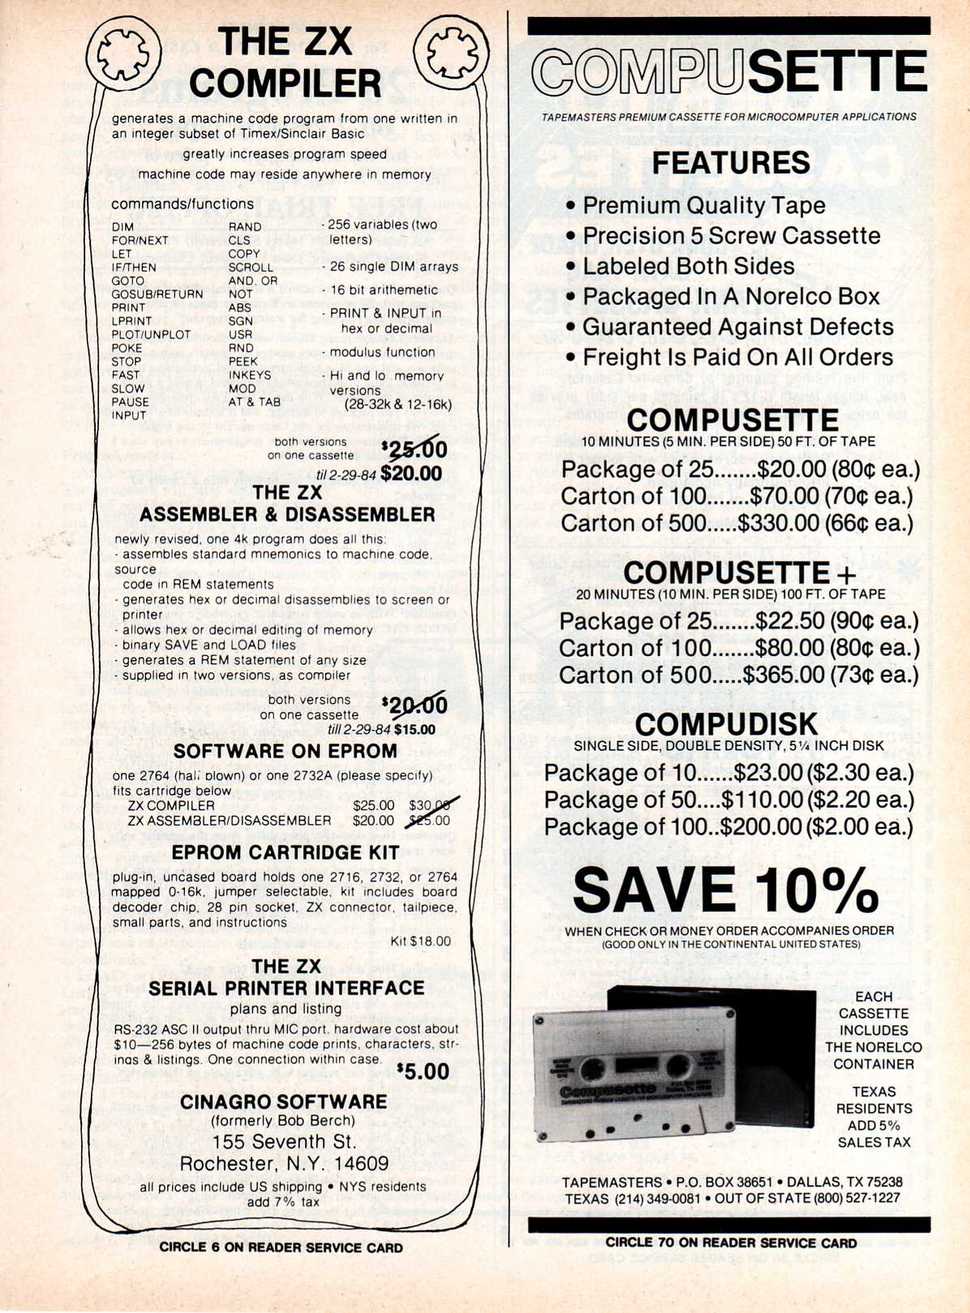 THE ZX
COMPILER
generates a machine code program from one written in
an integer subset of Timex/Sinclair Basic
greatly increases program speed
machine code may reside anywhere in memory
commands/functions
DIM
FOR/NEXT
LET
IF/THEN
GOTO
GOSUB/RETURN
PRINT
LPRINT
PLOT/UNPLOT
POKE
STOP
FAST
SLOW
PAUSE
INPUT
RAND
CLS
COPY
SCROLL
AND, OR
NOT
ABS
SGN
USR
RND
PEEK
INKEYS
MOD
AT & TAB
- 256 variables (two
letters)
- 26 single DIM arrays
- 16 bit arithemetic
- PRINT & INPUT in
hex or decimal
- modulus function
- Hi and lo memory
versions
(28-32k & 12-16k)
both versions
on one cassette $25.00
til 2-29-84 $20.00
THE ZX
ASSEMBLER & DISASSEMBLER
newly revised, one 4k program does all this:
- assembles standard mnemonics to machine code,
source
code in REM statements
- generates hex or decimal disassemblies to screen or
printer
- allows hex or decimal editing of memory
- binary SAVE and LOAD files
- generates a REM statement of any size
- supplied in two versions, as compiler
both versions
on one cassette $20.00
till 2-29-84 $15.00
SOFTWARE ON EPROM
one 2764 (half blown) or one 2732A (please specify)
fits cartridge below
ZX COMPILER $25.00 $30.00
ZX ASSEMBLER/DISASSEMBLER $20.00 $25.00
EPROM CARTRIDGE KIT
plug-in, uncased board holds one 2716, 2732, or 2764
mapped 0-16k, jumper selectable, kit includes board
decoder chip, 28 pin socket, ZX connector, tailpiece,
small parts, and instructions
Kit $18.00
THE ZX
SERIAL PRINTER INTERFACE
plans and listing
RS-232 ASC II output thru MIC port, hardware cost about
$10—256 bytes of machine code prints, characters, str-
ings & listings. One connection within case.
$5.00
CINAGRO SOFTWARE
(formerly Bob Berch)
155 Seventh St.
Rochester, N.Y. 14609
all prices include US shipping • NYS residents
add 7% tax
CIRCLE 6 ON READER SERVICE CARD
COMPUSETTE
TAPEMASTERS PREMIUM CASSETTE FOR MICROCOMPUTER APPLICATIONS
FEATURES
• Premium Quality Tape
• Precision 5 Screw Cassette
• Labeled Both Sides
• Packaged In A Norelco Box
• Guaranteed Against Defects
• Freight Is Paid On All Orders
COMPUSETTE
10 MINUTES (5 MIN. PER SIDE) 50 FT. OF TAPE
Package of 25.......$20.00 (80¢ ea.)
Carton of 100.......$70.00 (70¢ ea.)
Carton of 500.....$330.00 (66¢ ea.)
COMPUSETTE +
20 MINUTES (10 MIN. PER SIDE) 100 FT. OF TAPE
Package of 25.......$22.50 (90¢ ea.)
Carton of 100.......$80.00 (80¢ ea.)
Carton of 500.....$365.00 (73¢ ea.)
COMPUDISK
SINGLE SIDE, DOUBLE DENSITY, 5¼ INCH DISK
Package of 10......$23.00 ($2.30 ea.)
Package of 50....$110.00 ($2.20 ea.)
Package of 100..$200.00 ($2.00 ea.)
SAVE 10%
WHEN CHECK OR MONEY ORDER ACCOMPANIES ORDER
(GOOD ONLY IN THE CONTINENTAL UNITED STATES)
Compusette
EACH
CASSETTE
INCLUDES
THE NORELCO
CONTAINER
TEXAS
RESIDENTS
ADD 5%
SALES TAX
TAPEMASTERS • P.O. BOX 38651 • DALLAS, TX 75238
TEXAS (214) 349-0081 • OUT OF STATE (800) 527-1227
CIRCLE 70 ON READER SERVICE CARD